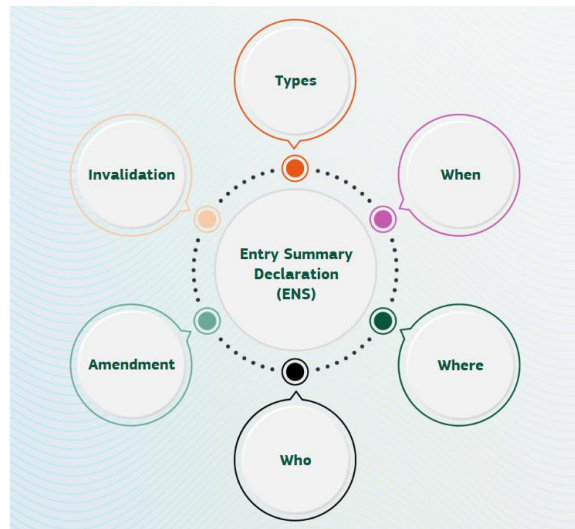 Types
Invalidation
When
Entry Summary
Declaration
(ENS)
Amendment
Where
Who